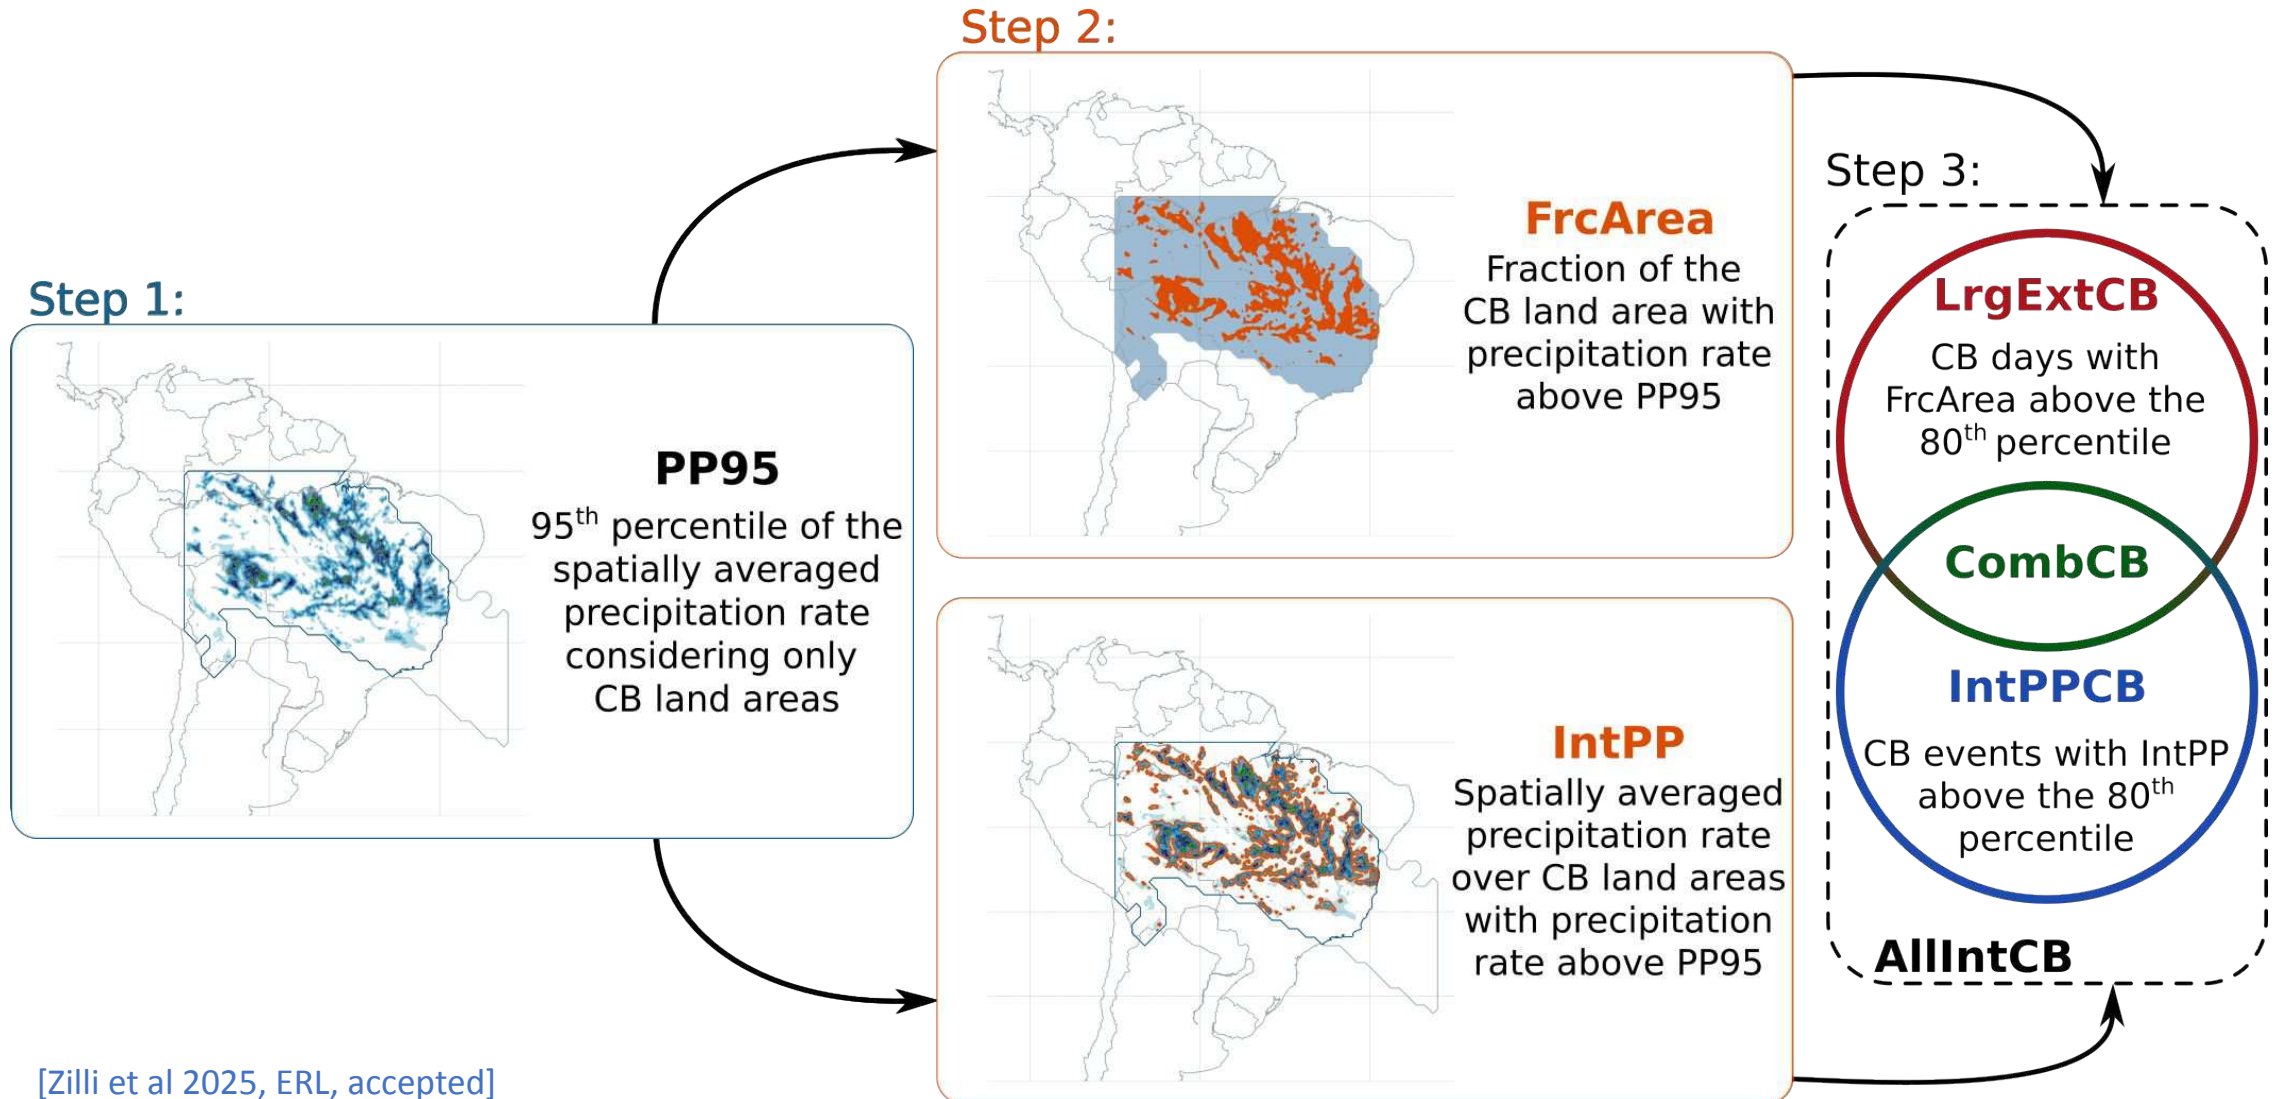 Step 1:
PP95
95th percentile of the
spatially averaged
precipitation rate
considering only
CB land areas
Step 2:
FrcArea
Fraction of the
CB land area with
precipitation rate
above PP95
IntPP
Spatially averaged
precipitation rate
over CB land areas
with precipitation
rate above PP95
Step 3:
LrgExtCB
CB days with
FrcArea above the
80th percentile
CombCB
IntPPCB
CB events with IntPP
above the 80th
percentile
AllIntCB
[Zilli et al 2025, ERL, accepted]